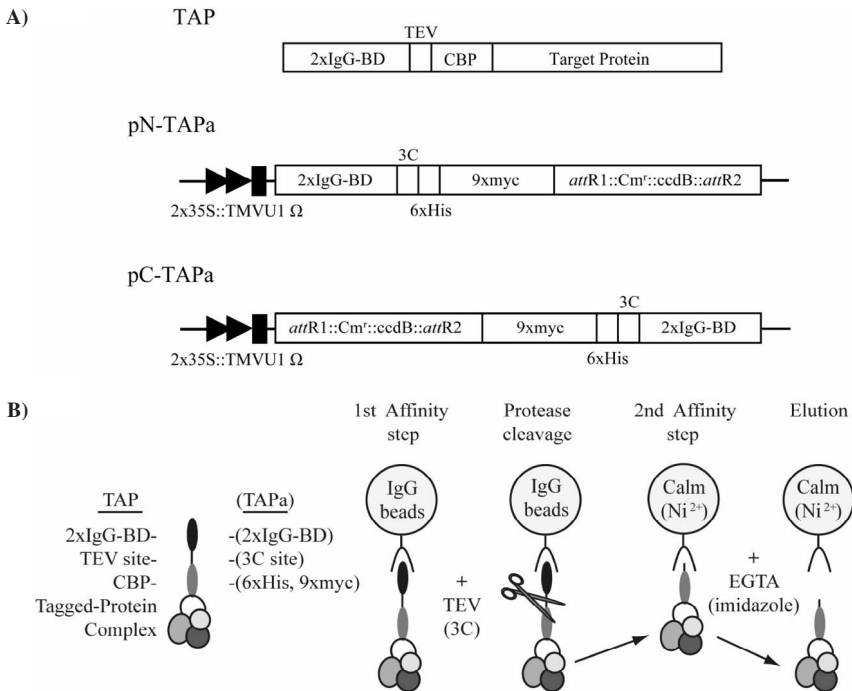 A)
TAP
TEV
2xIgG-BD CBP Target Protein
pN-TAPa
3C
2xIgG-BD 9xmyc attR1::Cmʳ::ccdB::attR2
2x35S::TMVU1 Ω 6xHis
pC-TAPa
3C
attR1::Cmʳ::ccdB::attR2 9xmyc 2xIgG-BD
2x35S::TMVU1 Ω 6xHis
B)
1st Affinity step
Protease cleavage
2nd Affinity step
Elution
TAP (TAPa)
2xIgG-BD- -(2xIgG-BD)
TEV site- -(3C site)
CBP- -(6xHis, 9xmyc)
Tagged-Protein
Complex
IgG beads
+
TEV
(3C)
IgG beads
Calm (Ni²⁺)
+
EGTA
(imidazole)
Calm (Ni²⁺)